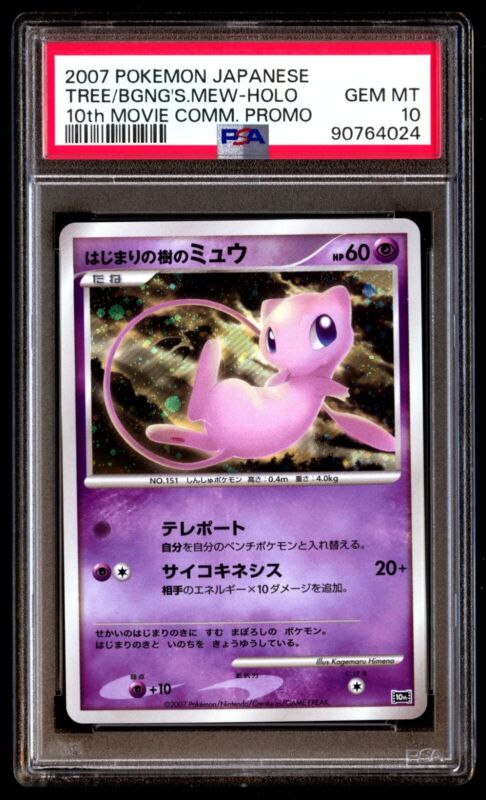 2007 POKEMON JAPANESE
TREE/BGNG'S.MEW-HOLO GEM MT
10th MOVIE COMM. PROMO 10
PSA 90764024
はじまりの樹のミュウ HP60
たね
NO.151 しんしゅポケモン 高さ:0.4m 重さ:4.0kg
テレポート
自分を自分のベンチポケモンと入れ替える。
サイコキネシス 20+
相手のエネルギー×10ダメージを追加。
せかいのはじまりのきに すむ まぼろしの ポケモン。
はじまりのきと いのちを きょうゆうしている。
Illus. Kagemaru Himeno
弱点 抵抗力 にげる
+10
10th
©2007 Pokémon/Nintendo/Creatures/GAME FREAK
PSA